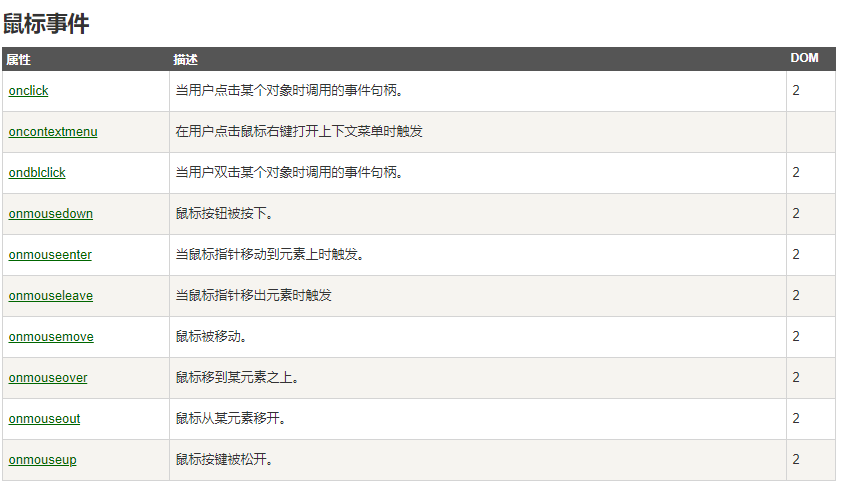 鼠标事件
属性 描述 DOM
onclick 当用户点击某个对象时调用的事件句柄。 2
oncontextmenu 在用户点击鼠标右键打开上下文菜单时触发
ondblclick 当用户双击某个对象时调用的事件句柄。 2
onmousedown 鼠标按钮被按下。 2
onmouseenter 当鼠标指针移动到元素上时触发。 2
onmouseleave 当鼠标指针移出元素时触发 2
onmousemove 鼠标被移动。 2
onmouseover 鼠标移到某元素之上。 2
onmouseout 鼠标从某元素移开。 2
onmouseup 鼠标按键被松开。 2